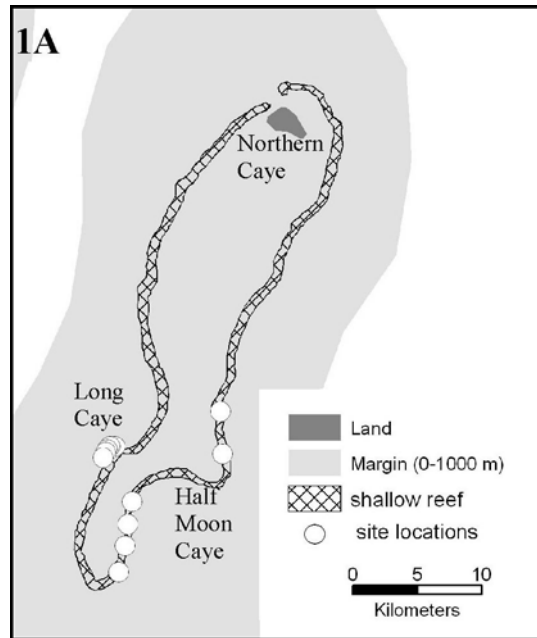 1A
Northern
Caye
Long
Caye
Half
Moon
Caye
Land
Margin (0-1000 m)
shallow reef
site locations
0 5 10
Kilometers